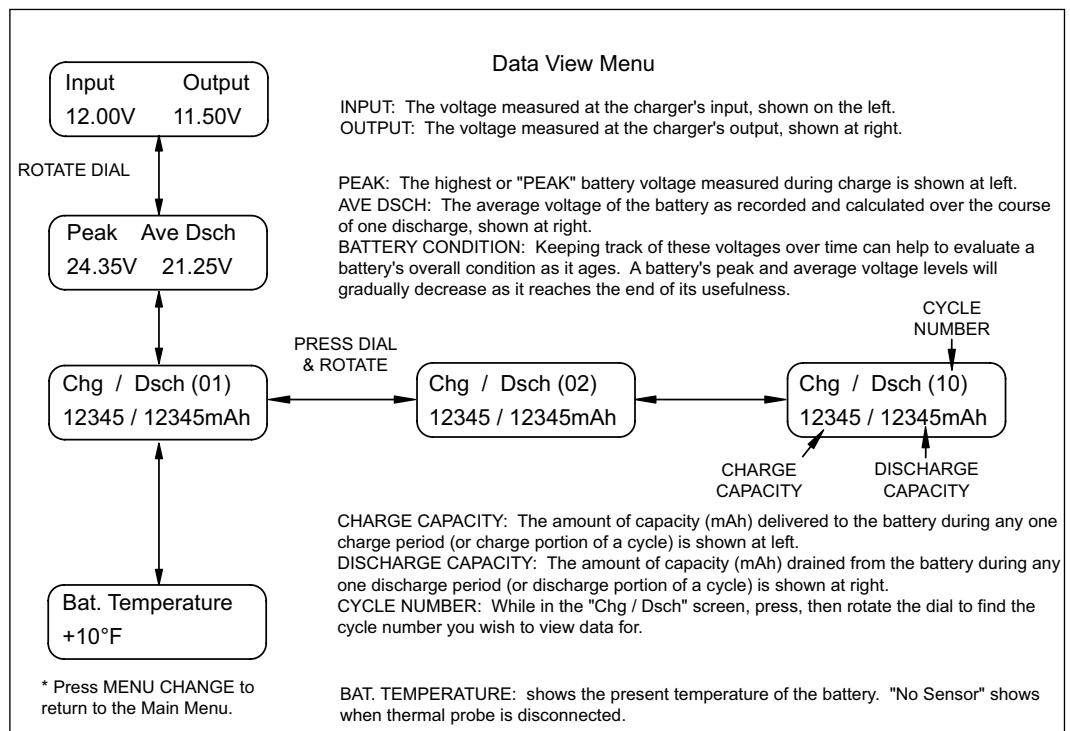 Data View Menu
Input Output
12.00V 11.50V
INPUT: The voltage measured at the charger's input, shown on the left.
OUTPUT: The voltage measured at the charger's output, shown at right.
ROTATE DIAL
Peak Ave Dsch
24.35V 21.25V
PEAK: The highest or "PEAK" battery voltage measured during charge is shown at left.
AVE DSCH: The average voltage of the battery as recorded and calculated over the course
of one discharge, shown at right.
BATTERY CONDITION: Keeping track of these voltages over time can help to evaluate a
battery's overall condition as it ages. A battery's peak and average voltage levels will
gradually decrease as it reaches the end of its usefulness.
CYCLE
NUMBER
PRESS DIAL
& ROTATE
Chg / Dsch (01)
12345 / 12345mAh
Chg / Dsch (02)
12345 / 12345mAh
Chg / Dsch (10)
12345 / 12345mAh
CHARGE
CAPACITY
DISCHARGE
CAPACITY
CHARGE CAPACITY: The amount of capacity (mAh) delivered to the battery during any one
charge period (or charge portion of a cycle) is shown at left.
DISCHARGE CAPACITY: The amount of capacity (mAh) drained from the battery during any
one discharge period (or discharge portion of a cycle) is shown at right.
CYCLE NUMBER: While in the "Chg / Dsch" screen, press, then rotate the dial to find the
cycle number you wish to view data for.
Bat. Temperature
+10°F
* Press MENU CHANGE to
return to the Main Menu.
BAT. TEMPERATURE: shows the present temperature of the battery. "No Sensor" shows
when thermal probe is disconnected.